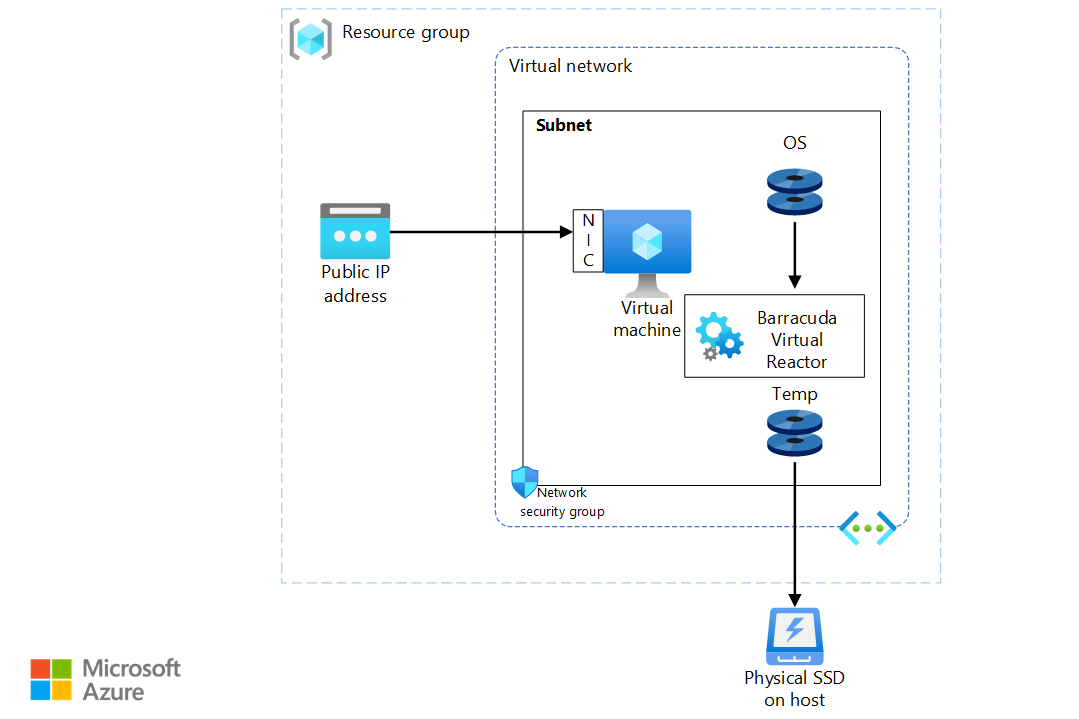 Resource group
Virtual network
Subnet
OS
N
I
C
Public IP
address
Virtual
machine
Barracuda
Virtual
Reactor
Temp
Network
security group
Physical SSD
on host
Microsoft
Azure